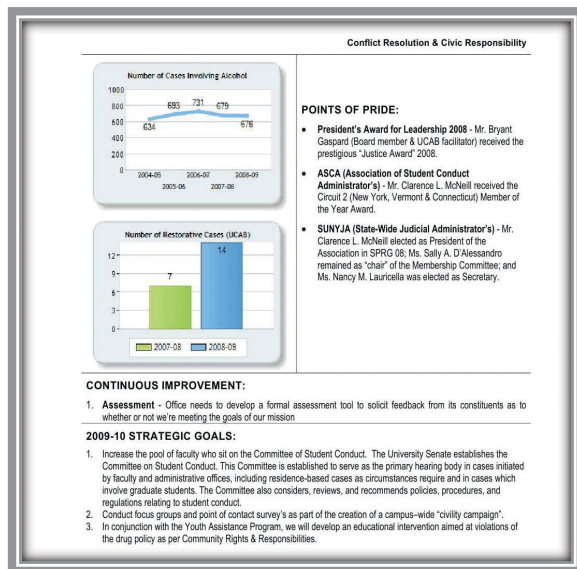 Conflict Resolution & Civic Responsibility
Number of Cases Involving Alcohol
1000
800
600
400
200
0
634
693
731
679
676
2004-05
2005-06
2006-07
2007-08
2008-09
Number of Restorative Cases (UCAB)
12
9
6
3
0
7
14
2007-08
2008-09
POINTS OF PRIDE:
• President's Award for Leadership 2008 - Mr. Bryant
Gaspard (Board member & UCAB facilitator) received the
prestigious “Justice Award” 2008.
• ASCA (Association of Student Conduct
Administrator's) - Mr. Clarence L. McNeill received the
Circuit 2 (New York, Vermont & Connecticut) Member of
the Year Award.
• SUNYJA (State-Wide Judicial Administrator's) - Mr.
Clarence L. McNeill elected as President of the
Association in SPRG 08; Ms. Sally A. D'Alessandro
remained as “chair” of the Membership Committee; and
Ms. Nancy M. Lauricella was elected as Secretary.
CONTINUOUS IMPROVEMENT:
1. Assessment - Office needs to develop a formal assessment tool to solicit feedback from its constituents as to
whether or not we're meeting the goals of our mission
2009-10 STRATEGIC GOALS:
1. Increase the pool of faculty who sit on the Committee of Student Conduct. The University Senate establishes the
Committee on Student Conduct. This Committee is established to serve as the primary hearing body in cases initiated
by faculty and administrative offices, including residence-based cases as circumstances require and in cases which
involve graduate students. The Committee also considers, reviews, and recommends policies, procedures, and
regulations relating to student conduct.
2. Conduct focus groups and point of contact survey's as part of the creation of a campus–wide “civility campaign”.
3. In conjunction with the Youth Assistance Program, we will develop an educational intervention aimed at violations of
the drug policy as per Community Rights & Responsibilities.